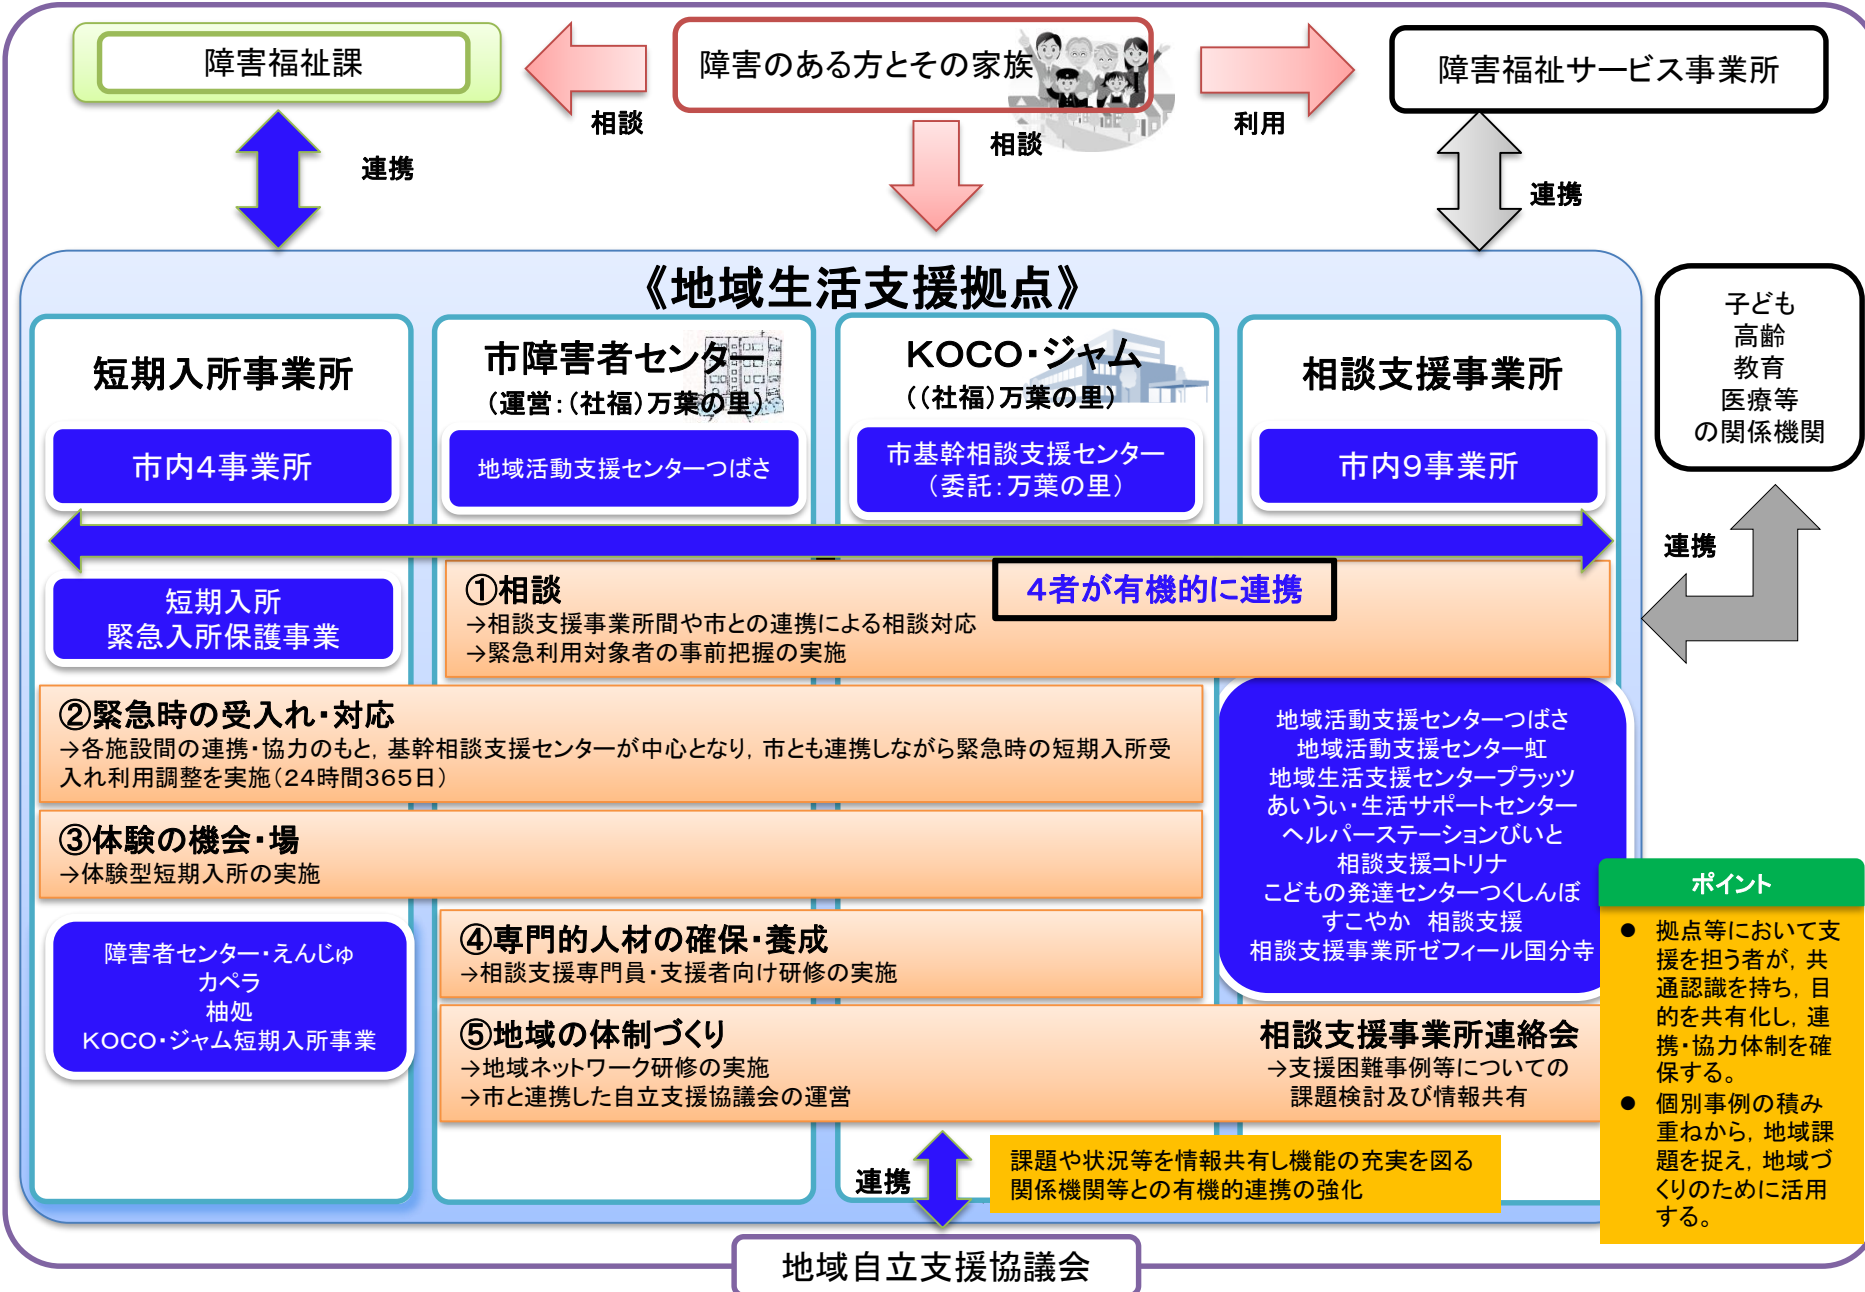 障害福祉課
障害のある方とその家族
障害福祉サービス事業所
相談
相談
利用
連携
連携
《地域生活支援拠点》
短期入所事業所
市内4事業所
市障害者センター
（運営：（社福）万葉の里）
地域活動支援センターつばさ
KOCO・ジャム
（（社福）万葉の里）
市基幹相談支援センター
（委託：万葉の里）
相談支援事業所
市内9事業所
子ども
高齢
教育
医療等
の関係機関
連携
4者が有機的に連携
短期入所
緊急入所保護事業
①相談
→相談支援事業所間や市との連携による相談対応
→緊急利用対象者の事前把握の実施
②緊急時の受入れ・対応
→各施設間の連携・協力のもと，基幹相談支援センターが中心となり，市とも連携しながら緊急時の短期入所受
入れ利用調整を実施（24時間365日）
③体験の機会・場
→体験型短期入所の実施
地域活動支援センターつばさ
地域活動支援センター虹
地域生活支援センタープラッツ
あいうぃ・生活サポートセンター
ヘルパーステーションびいと
相談支援コトリナ
こどもの発達センターつくしんぼ
すこやか　相談支援
相談支援事業所ゼフィール国分寺
障害者センター・えんじゅ
カペラ
柚処
KOCO・ジャム短期入所事業
④専門的人材の確保・養成
→相談支援専門員・支援者向け研修の実施
⑤地域の体制づくり
→地域ネットワーク研修の実施
→市と連携した自立支援協議会の運営
相談支援事業所連絡会
→支援困難事例等についての
課題検討及び情報共有
ポイント
● 拠点等において支
援を担う者が，共
通認識を持ち，目
的を共有化し，連
携・協力体制を確
保する。
● 個別事例の積み
重ねから，地域課
題を捉え，地域づ
くりのために活用
する。
連携
課題や状況等を情報共有し機能の充実を図る
関係機関等との有機的連携の強化
地域自立支援協議会